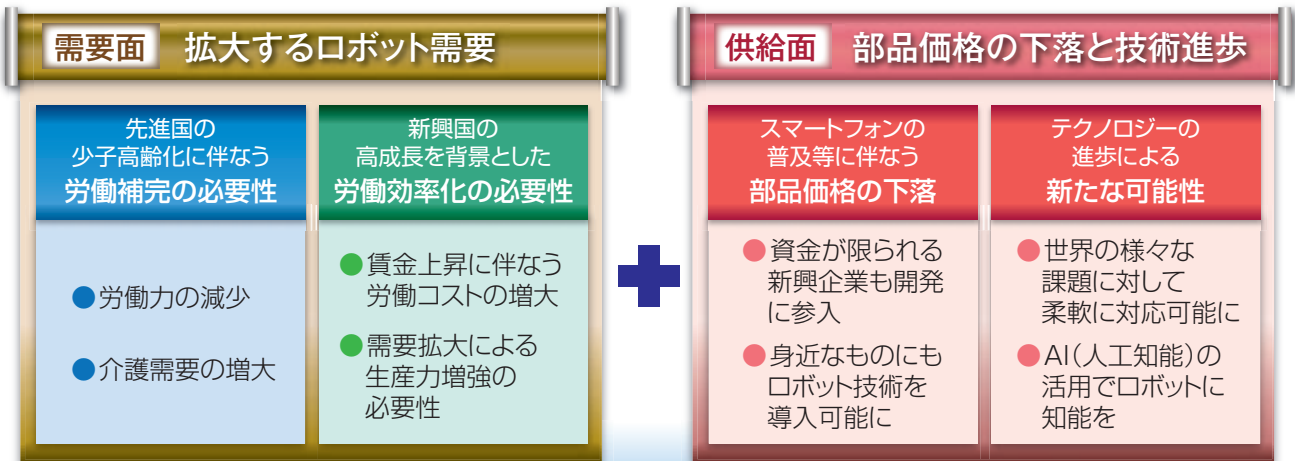 需要面 拡大するロボット需要
先進国の
少子高齢化に伴なう
労働補完の必要性
●労働力の減少
●介護需要の増大
新興国の
高成長を背景とした
労働効率化の必要性
●賃金上昇に伴なう
労働コストの増大
●需要拡大による
生産力増強の
必要性
供給面 部品価格の下落と技術進歩
スマートフォンの
普及等に伴なう
部品価格の下落
●資金が限られる
新興企業も開発
に参入
●身近なものにも
ロボット技術を
導入可能に
テクノロジーの
進歩による
新たな可能性
●世界の様々な
課題に対して
柔軟に対応可能に
●AI(人工知能)の
活用でロボットに
知能を